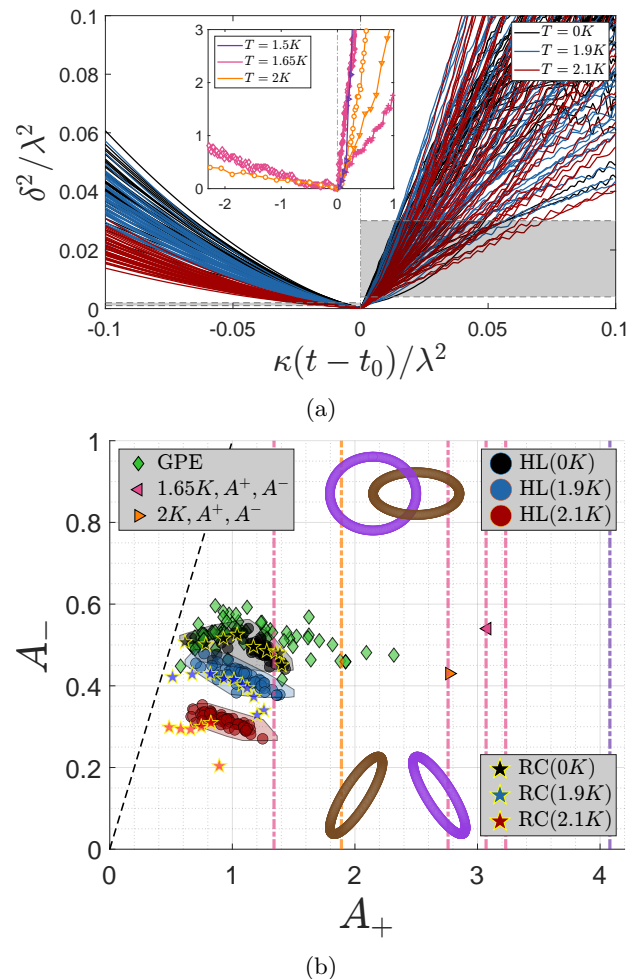 0.1
0.08
0.06
0.04
0.02
0
δ²/λ²
3
2
1
0
-2
-1
0
1
T = 1.5K
T = 1.65K
T = 2K
T = 0K
T = 1.9K
T = 2.1K
-0.1
-0.05
0
0.05
0.1
κ(t − t₀)/λ²
(a)
1
0.8
0.6
0.4
0.2
0
A₋
GPE
1.65K, A⁺, A⁻
2K, A⁺, A⁻
HL(0K)
HL(1.9K)
HL(2.1K)
RC(0K)
RC(1.9K)
RC(2.1K)
0
1
2
3
4
A₊
(b)